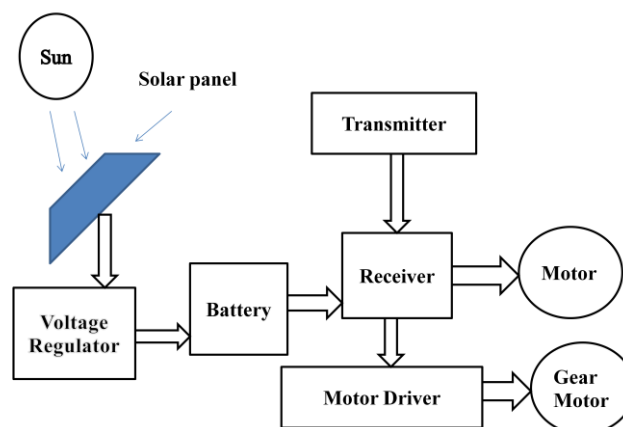 Sun
Solar panel
Transmitter
Receiver
Motor
Voltage
Regulator
Battery
Motor Driver
Gear
Motor